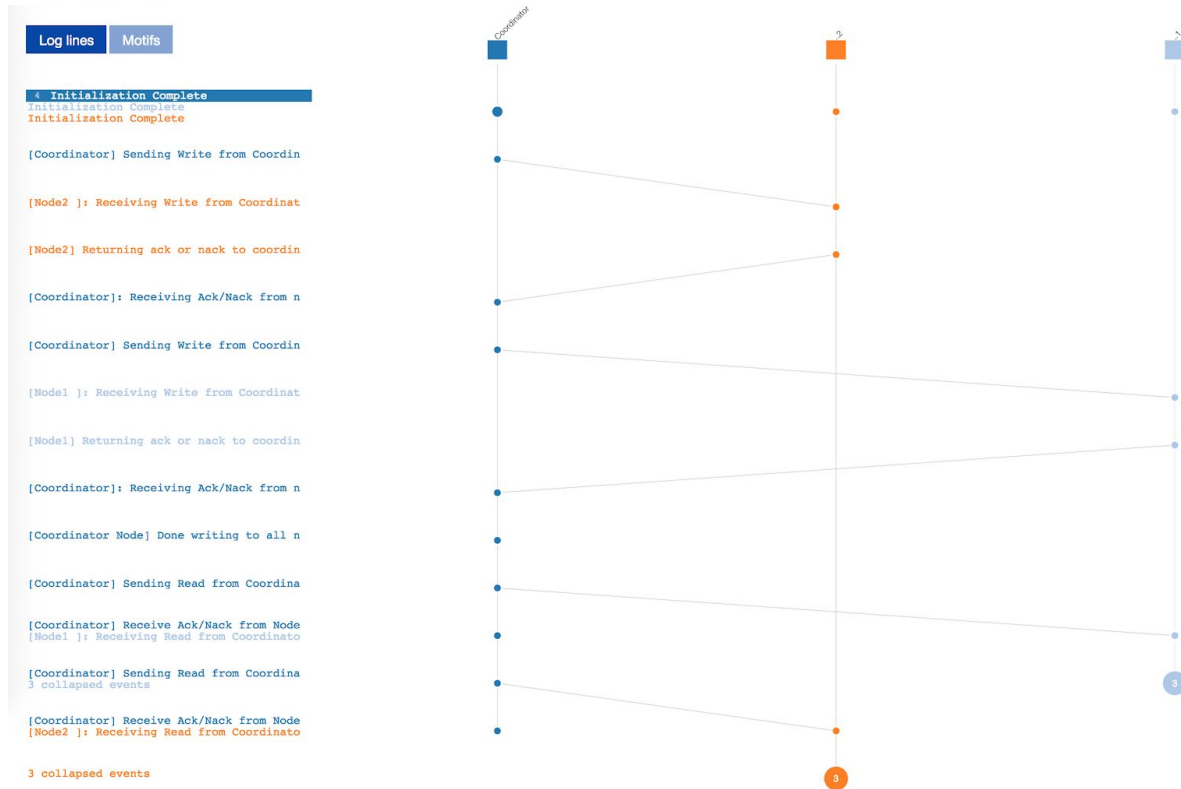 Log lines
Motifs
Coordinator
-2
-1
4 Initialization Complete
Initialization Complete
Initialization Complete
[Coordinator] Sending Write from Coordin
[Node2 ]: Receiving Write from Coordinat
[Node2] Returning ack or nack to coordin
[Coordinator]: Receiving Ack/Nack from n
[Coordinator] Sending Write from Coordin
[Node1 ]: Receiving Write from Coordinat
[Node1] Returning ack or nack to coordin
[Coordinator]: Receiving Ack/Nack from n
[Coordinator Node] Done writing to all n
[Coordinator] Sending Read from Coordina
[Coordinator] Receive Ack/Nack from Node
[Node1 ]: Receiving Read from Coordinato
[Coordinator] Sending Read from Coordina
3 collapsed events
3
[Coordinator] Receive Ack/Nack from Node
[Node2 ]: Receiving Read from Coordinato
3 collapsed events
3